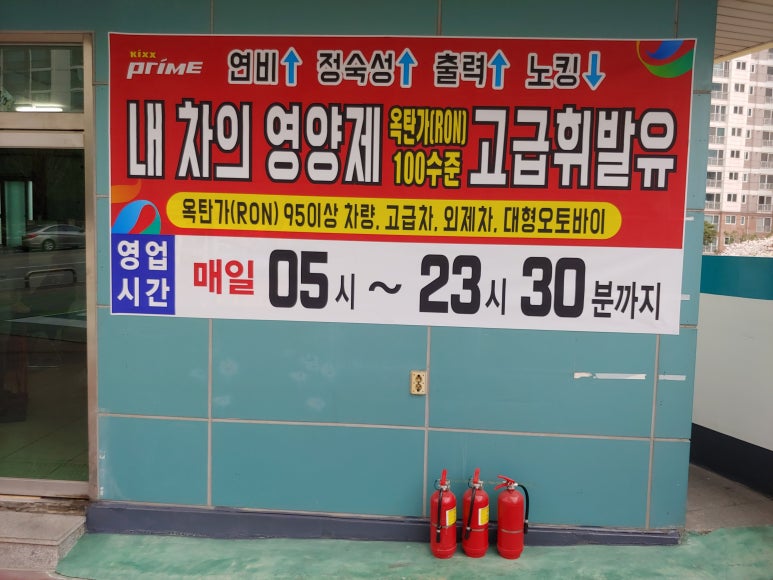 Kixx
PRIME
연비↑ 정숙성↑ 출력↑ 노킹↓
내 차의 영양제 옥탄가(RON) 100수준 고급휘발유
옥탄가(RON) 95이상 차량, 고급차, 외제차, 대형오토바이
영업시간 매일 05시 ~ 23시 30분까지